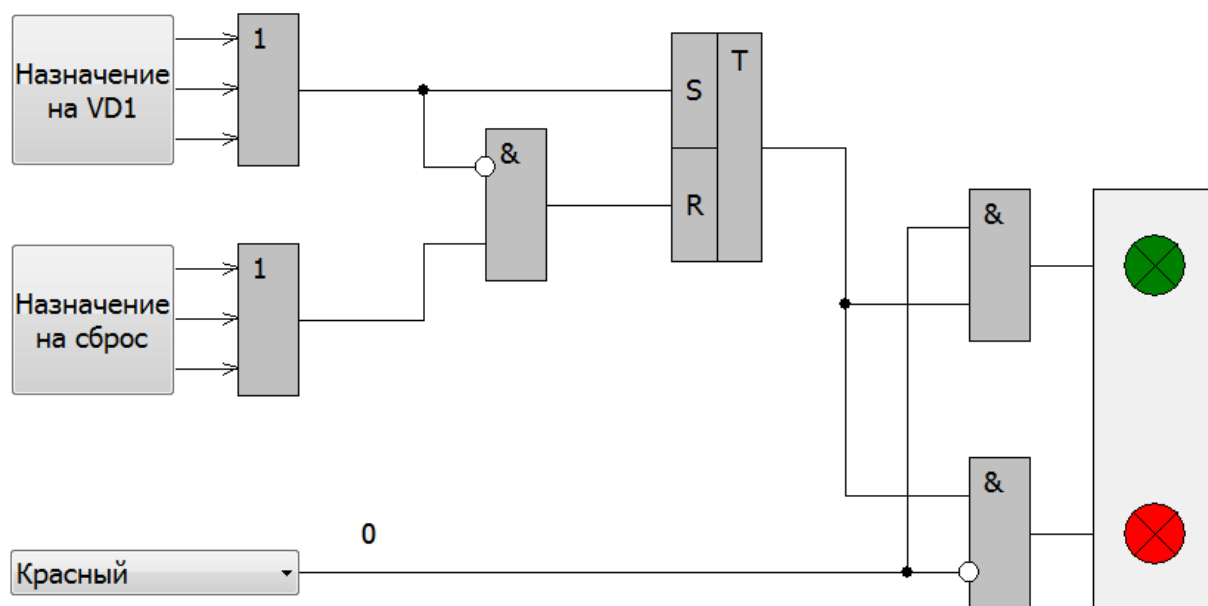 Назначение
на VD1
1
&
S
T
R
Назначение
на сброс
1
&
&
0
Красный